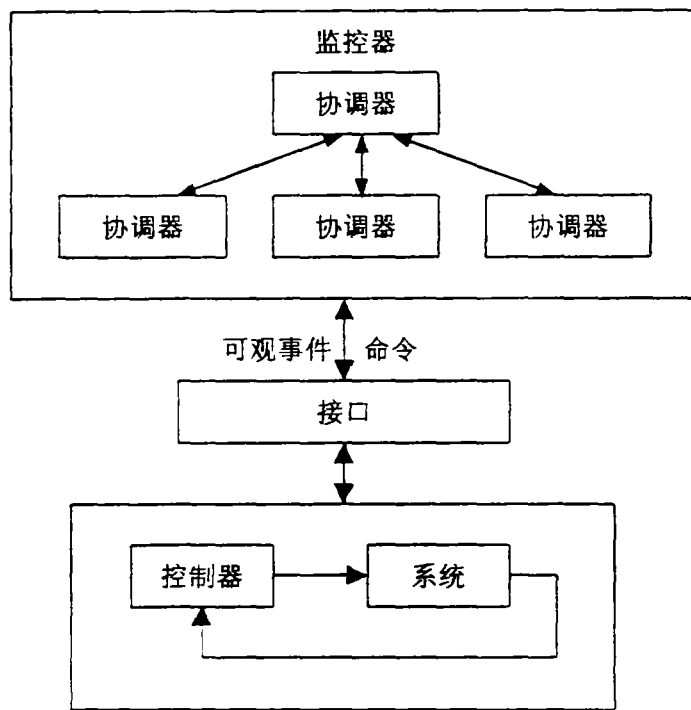 监控器
协调器
协调器 协调器 协调器
可观事件 命令
接口
控制器 系统